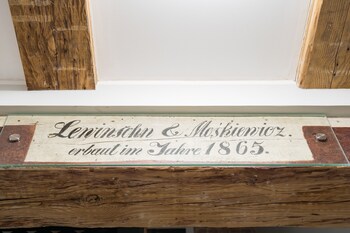 Lewinsohn & Moskiewicz.
erbaut im Jahre 1865.